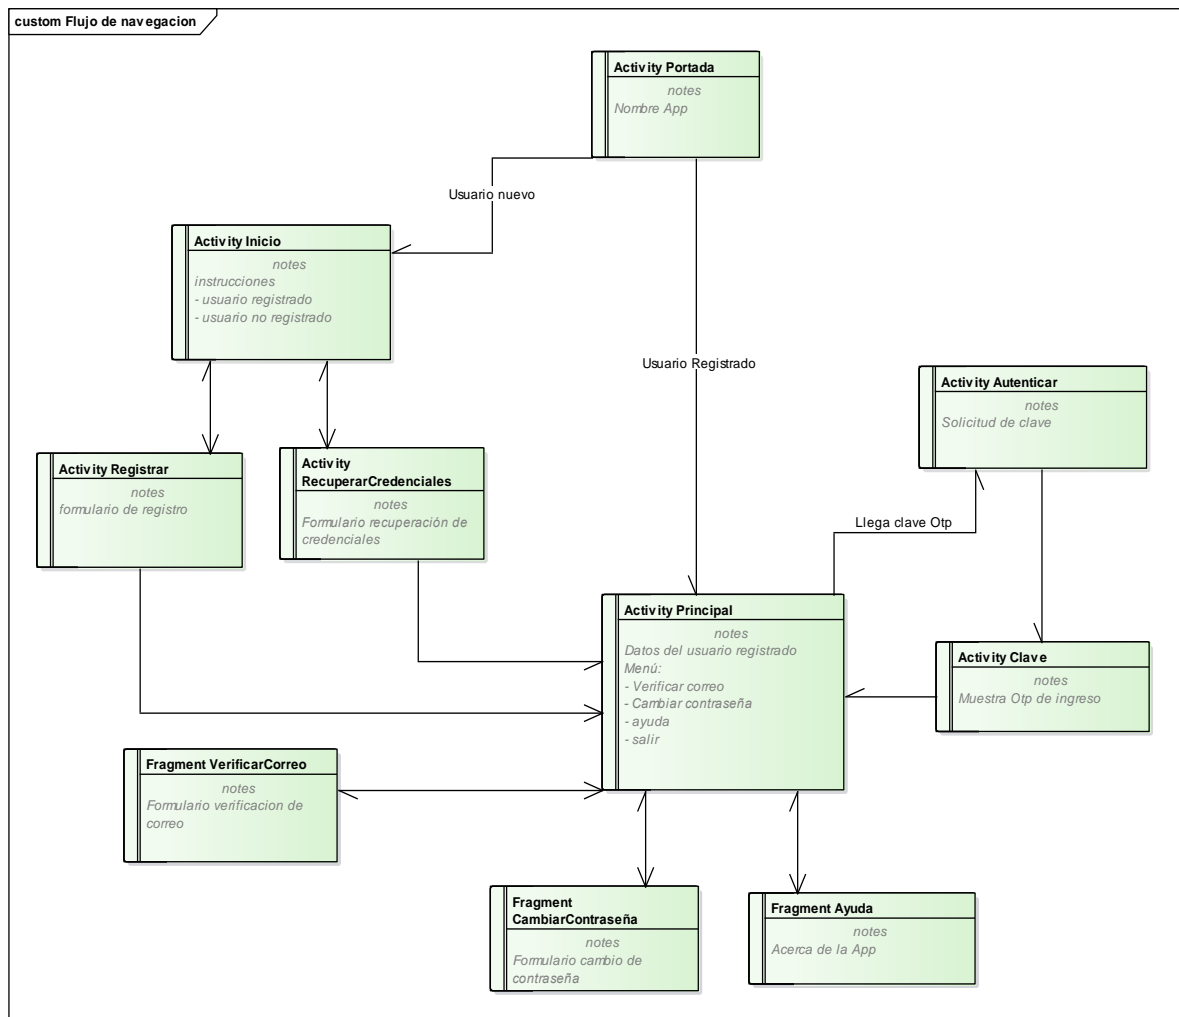 custom Flujo de navegacion
Activity Portada
notes
Nombre App
Usuario nuevo
Activity Inicio
notes
instrucciones
- usuario registrado
- usuario no registrado
Usuario Registrado
Activity Autenticar
notes
Solicitud de clave
Activity Registrar
notes
formulario de registro
Activity
RecuperarCredenciales
notes
Formulario recuperación de
credenciales
Llega clave Otp
Activity Principal
notes
Datos del usuario registrado
Menú:
- Verificar correo
- Cambiar contraseña
- ayuda
- salir
Activity Clave
notes
Muestra Otp de ingreso
Fragment VerificarCorreo
notes
Formulario verificacion de
correo
Fragment
CambiarContraseña
notes
Formulario cambio de
contraseña
Fragment Ayuda
notes
Acerca de la App